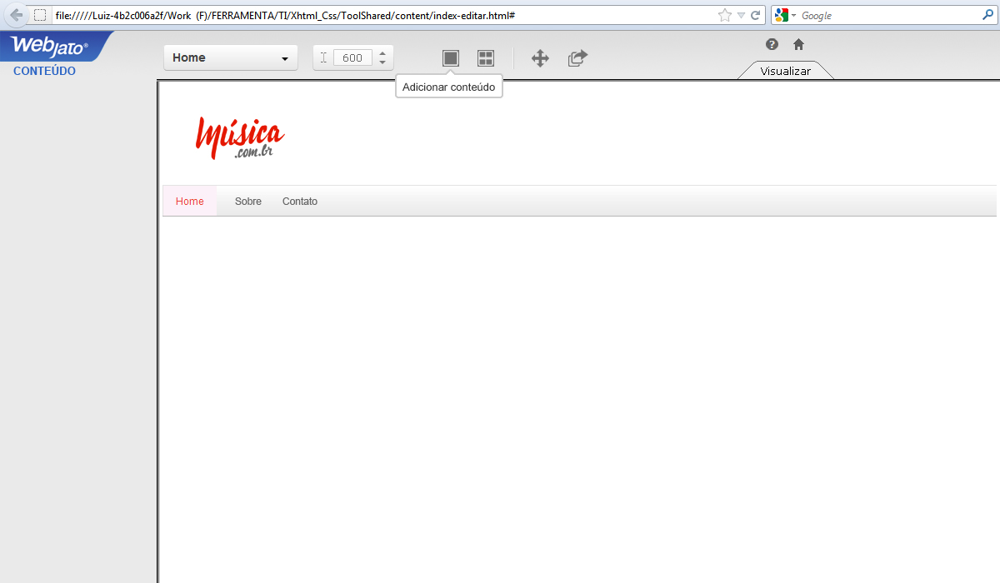 file://///Luiz-4b2c006a2f/Work (F)/FERRAMENTA/TI/Xhtml_Css/ToolShared/content/index-editar.html#
Google
Webjato®
CONTEÚDO
Home
600
?
Visualizar
Adicionar conteúdo
Música
.com.br
Home Sobre Contato